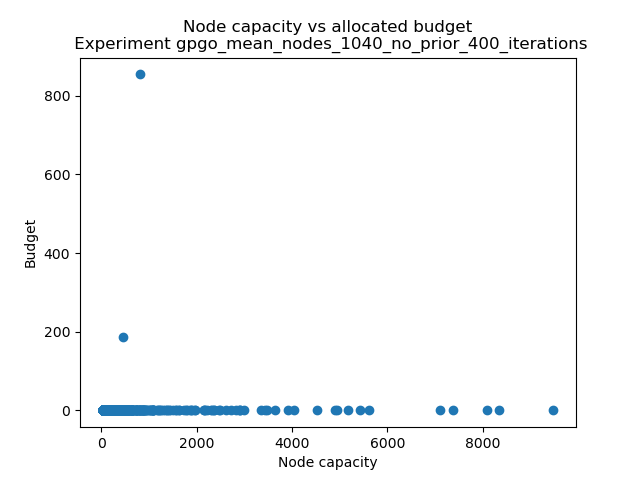 Node capacity vs allocated budget
Experiment gpgo_mean_nodes_1040_no_prior_400_iterations
800
600
400
200
0
Budget
0 2000 4000 6000 8000
Node capacity